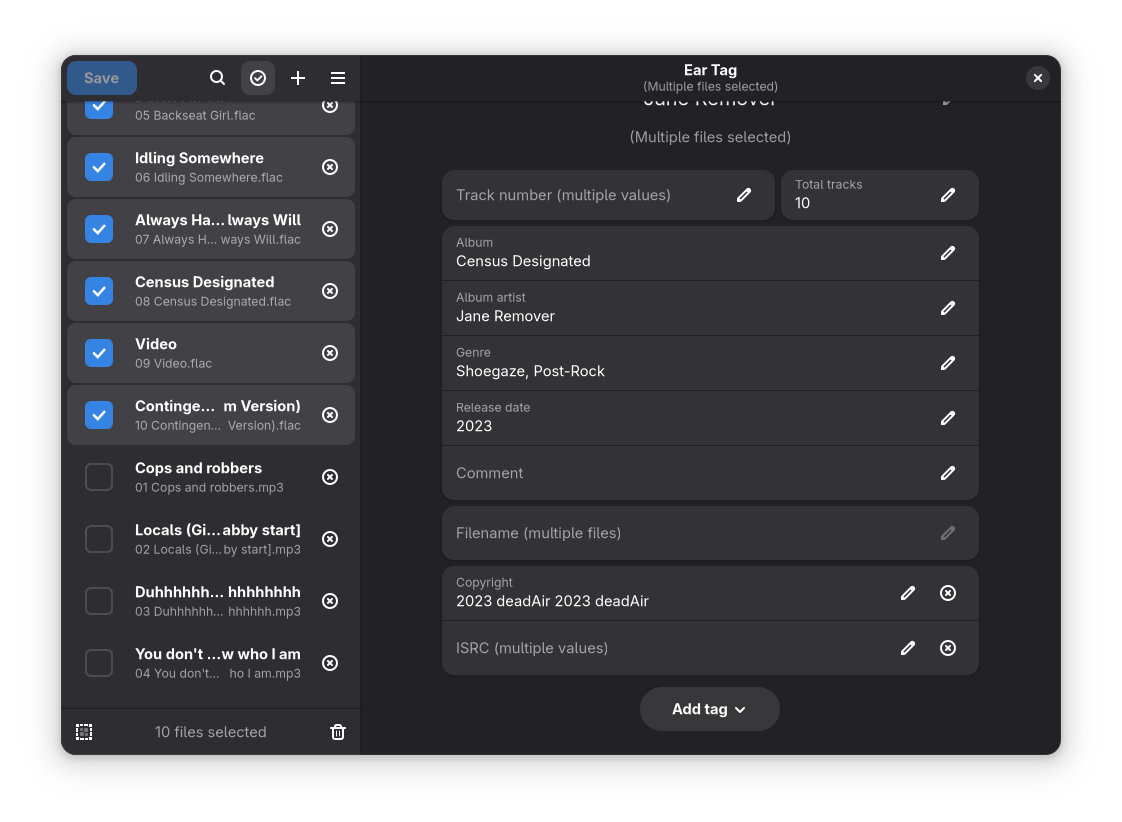 Save
05 Backseat Girl.flac
Idling Somewhere
06 Idling Somewhere.flac
Always Ha… lways Will
07 Always H… ways Will.flac
Census Designated
08 Census Designated.flac
Video
09 Video.flac
Continge… m Version)
10 Contingen… Version).flac
Cops and robbers
01 Cops and robbers.mp3
Locals (Gi…abby start]
02 Locals (Gi…by start].mp3
Duhhhhhh… hhhhhhhh
03 Duhhhhhh… hhhhhh.mp3
You don't …w who I am
04 You don't… ho I am.mp3
10 files selected
Ear Tag
(Multiple files selected)
Jane Remover
(Multiple files selected)
Track number (multiple values)
Total tracks
10
Album
Census Designated
Album artist
Jane Remover
Genre
Shoegaze, Post-Rock
Release date
2023
Comment
Filename (multiple files)
Copyright
2023 deadAir 2023 deadAir
ISRC (multiple values)
Add tag